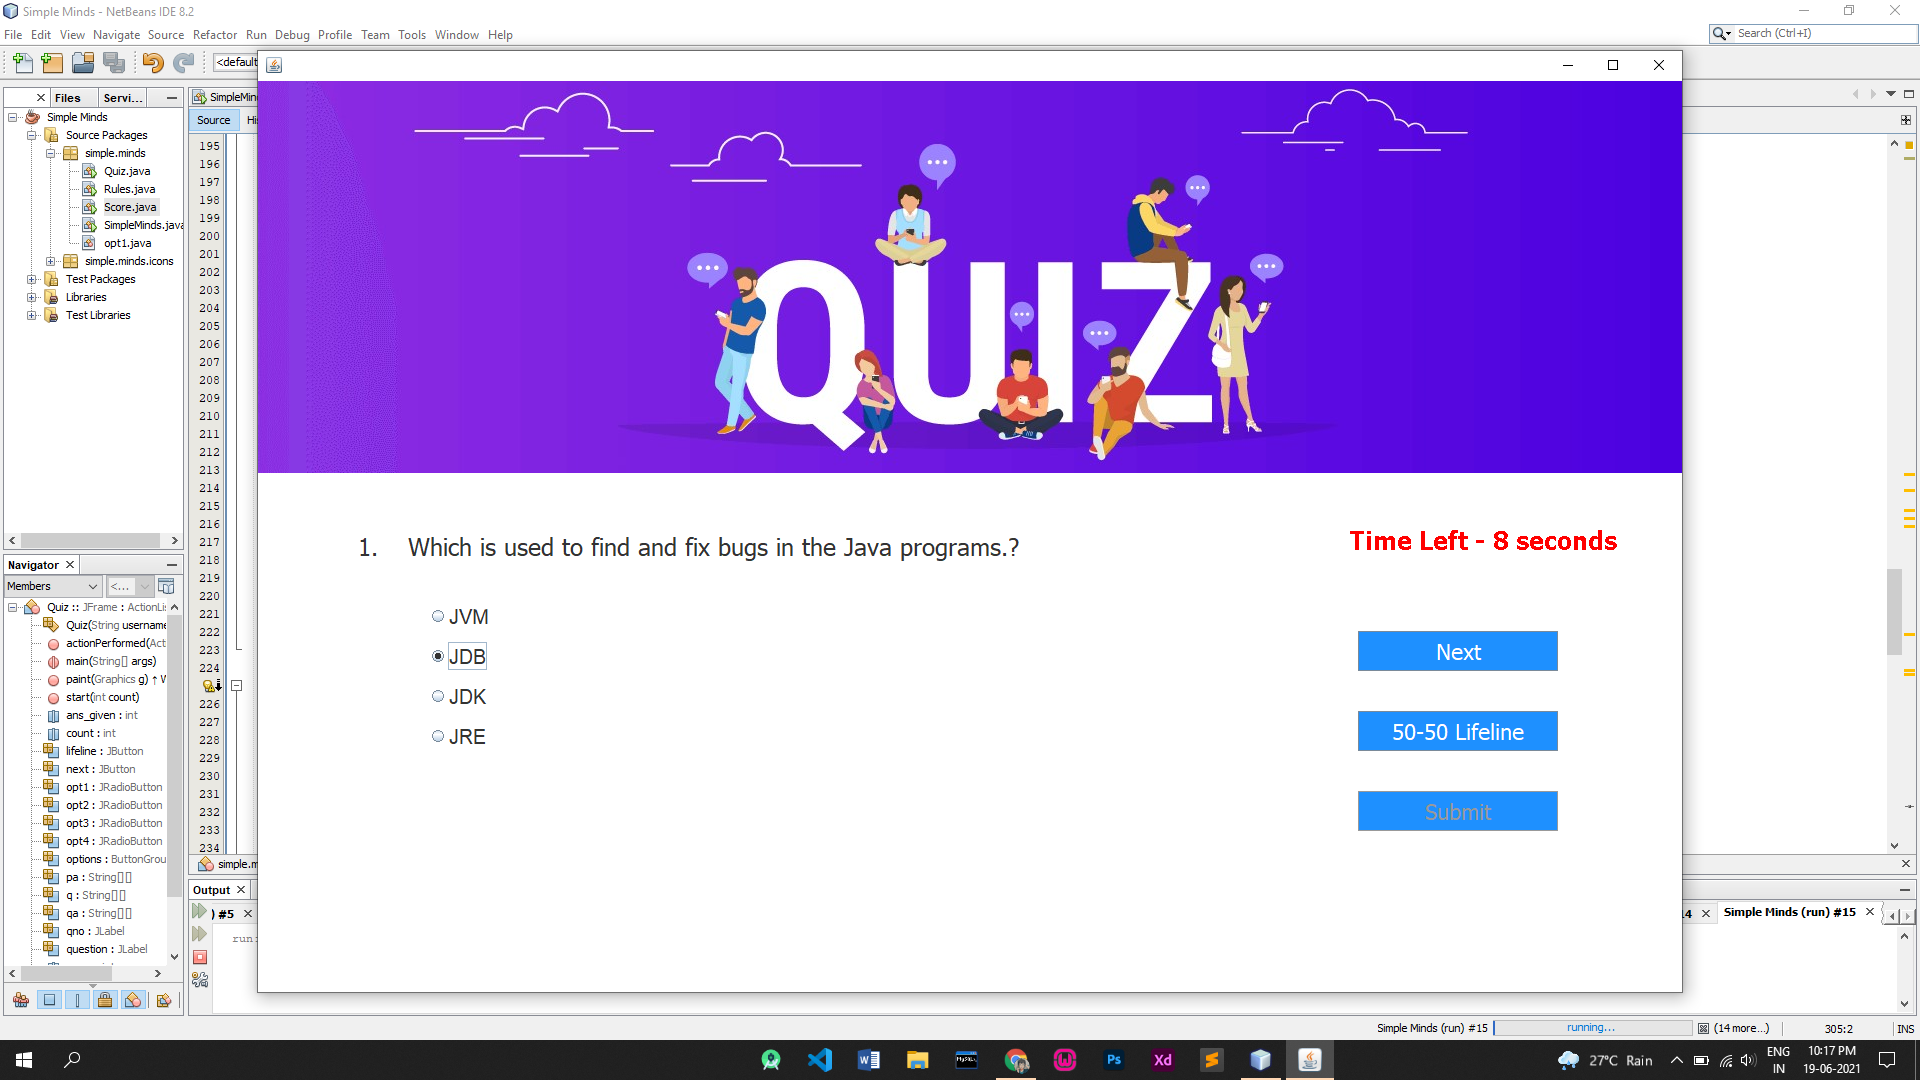 Simple Minds - NetBeans IDE 8.2
File Edit View Navigate Source Refactor Run Debug Profile Team Tools Window Help
Search (Ctrl+I)
<default
Files Servi...
Simple Minds
Source Packages
simple.minds
Quiz.java
Rules.java
Score.java
SimpleMinds.java
opt1.java
simple.minds.icons
Test Packages
Libraries
Test Libraries
SimpleMin
Source Hi
195
196
197
198
199
200
201
202
203
204
205
206
207
208
209
210
211
212
213
214
215
216
217
218
219
220
221
222
223
224
226
227
228
229
230
231
232
233
234
simple.m
QUIZ
1. Which is used to find and fix bugs in the Java programs.?
Time Left - 8 seconds
JVM
JDB
JDK
JRE
Next
50-50 Lifeline
Submit
Navigator
Members <...
Quiz :: JFrame : ActionLi
Quiz(String username
actionPerformed(Act
main(String[] args)
paint(Graphics g) ↑ W
start(int count)
ans_given : int
count : int
lifeline : JButton
next : JButton
opt1 : JRadioButton
opt2 : JRadioButton
opt3 : JRadioButton
opt4 : JRadioButton
options : ButtonGrou
pa : String[][]
q : String[][]
qa : String[][]
qno : JLabel
question : JLabel
Output
) #5
run:
14 Simple Minds (run) #15
Simple Minds (run) #15 running... (14 more...) 305:2 INS
MySQL Ps Xd
27°C Rain
ENG
IN
10:17 PM
19-06-2021